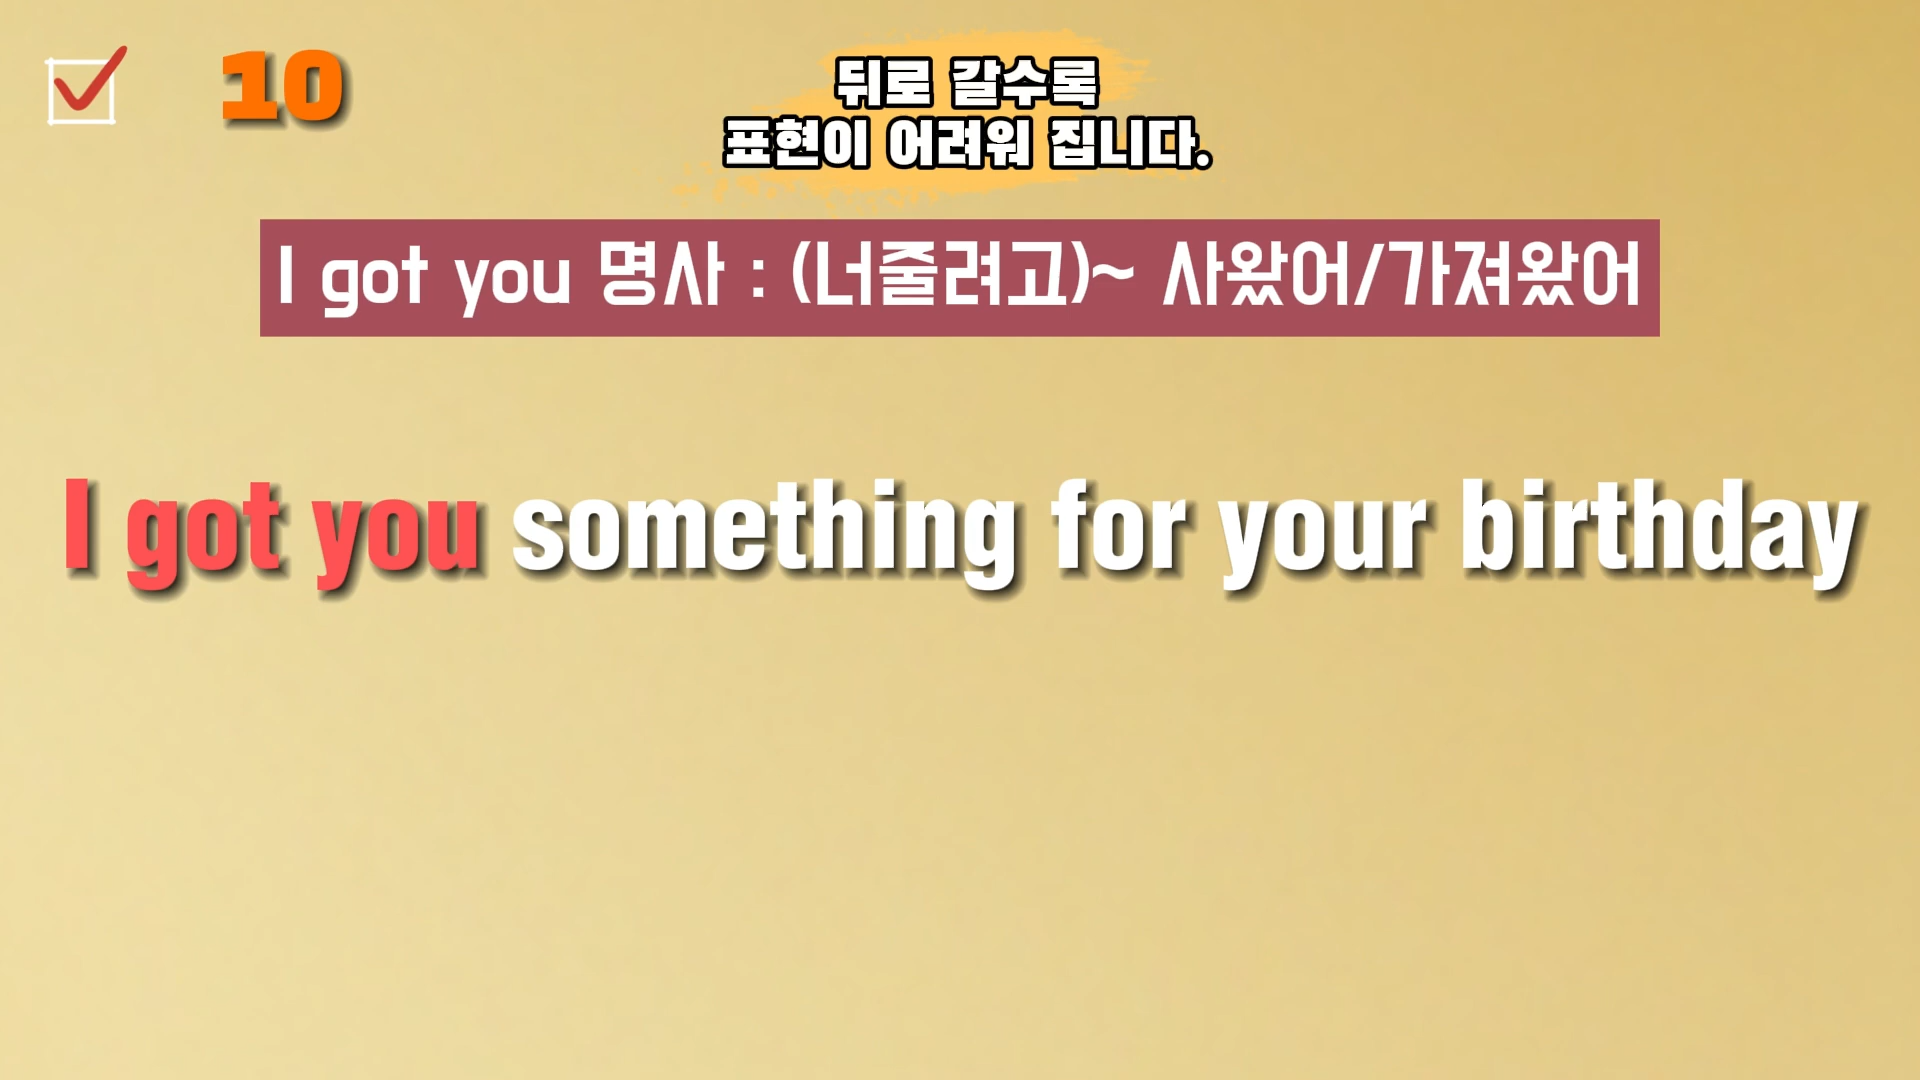 10
뒤로 갈수록
표현이 어려워 집니다.
I got you 명사 : (너줄려고)~ 사왔어/가져왔어
I got you something for your birthday